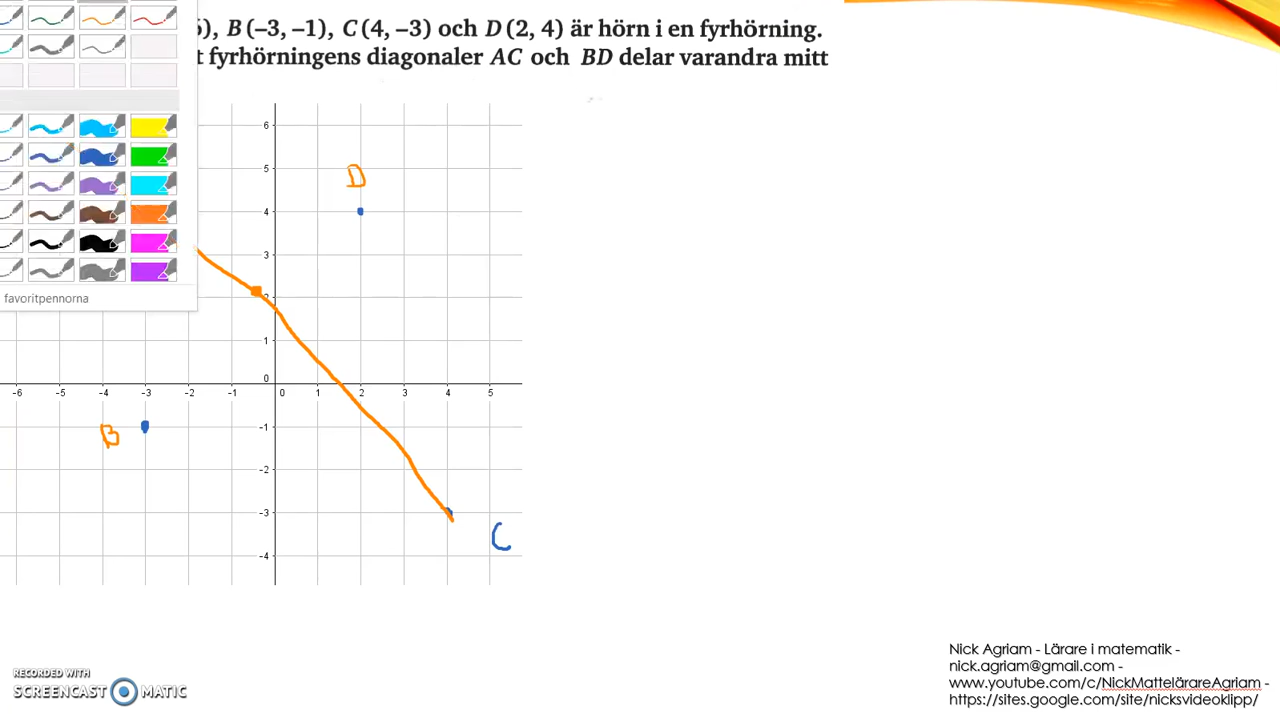 6), B (–3, –1), C (4, –3) och D (2, 4) är hörn i en fyrhörning.
t fyrhörningens diagonaler AC och BD delar varandra mitt
6
D
5
4
3
favoritpennorna
2
1
0
-6 -5 -4 -3 -2 -1 0 1 2 3 4 5
B
-1
-2
-3
C
-4
Nick Agriam - Lärare i matematik -
nick.agriam@gmail.com -
www.youtube.com/c/NickMattelärareAgriam -
https://sites.google.com/site/nicksvideoklipp/
RECORDED WITH
SCREENCAST MATIC